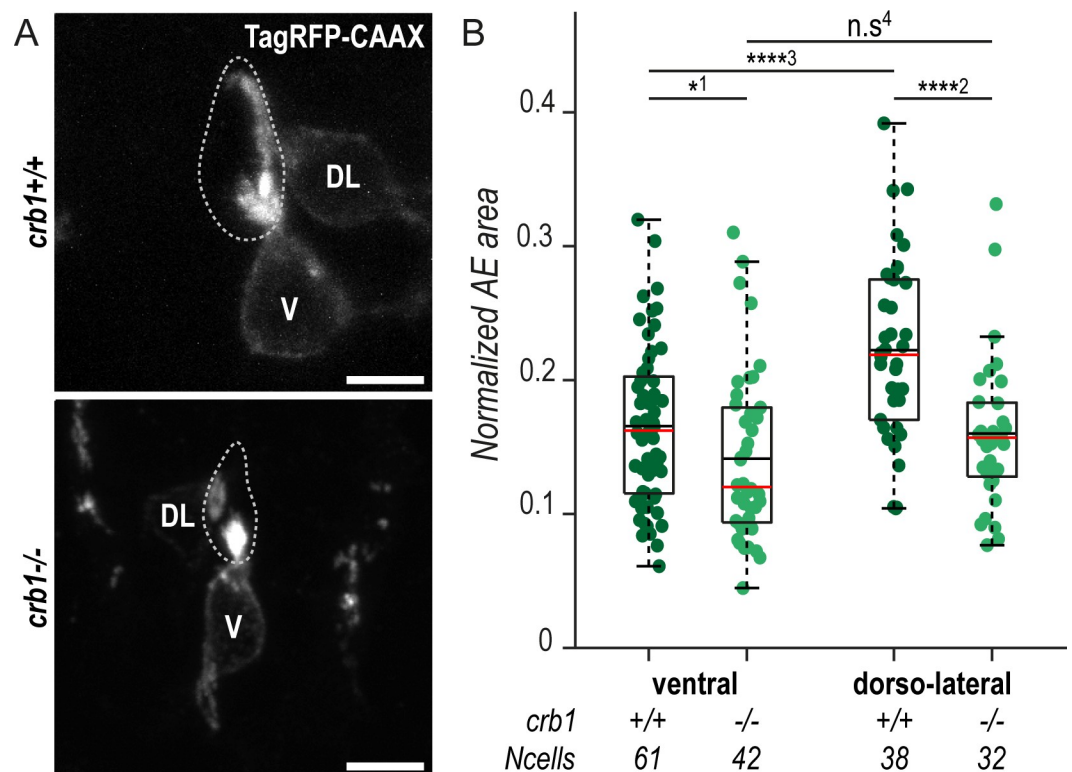 A
TagRFP-CAAX
DL
V
crb1+/+
DL
V
crb1-/-
B
n.s4
****3
*1
****2
Normalized AE area
0.4
0.3
0.2
0.1
0
ventral
dorso-lateral
crb1 +/+ -/- +/+ -/-
Ncells 61 42 38 32